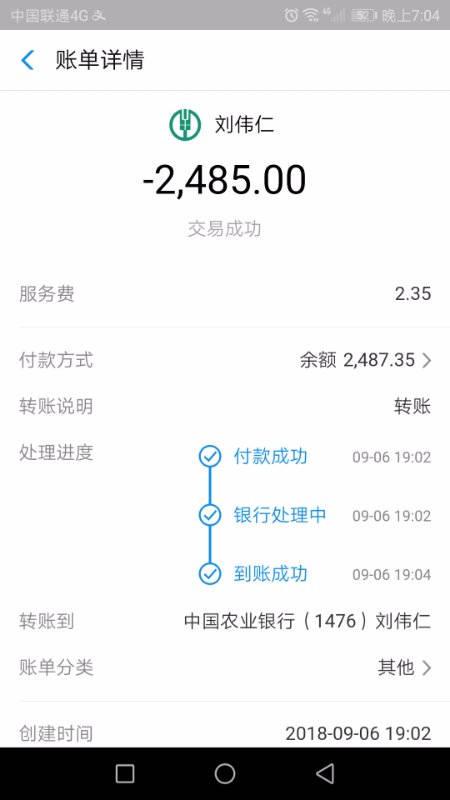 中国联通4G 52 晚上7:04
账单详情
刘伟仁
-2,485.00
交易成功
服务费 2.35
付款方式 余额 2,487.35
转账说明 转账
处理进度 付款成功 09-06 19:02
银行处理中 09-06 19:02
到账成功 09-06 19:04
转账到 中国农业银行（1476）刘伟仁
账单分类 其他
创建时间 2018-09-06 19:02